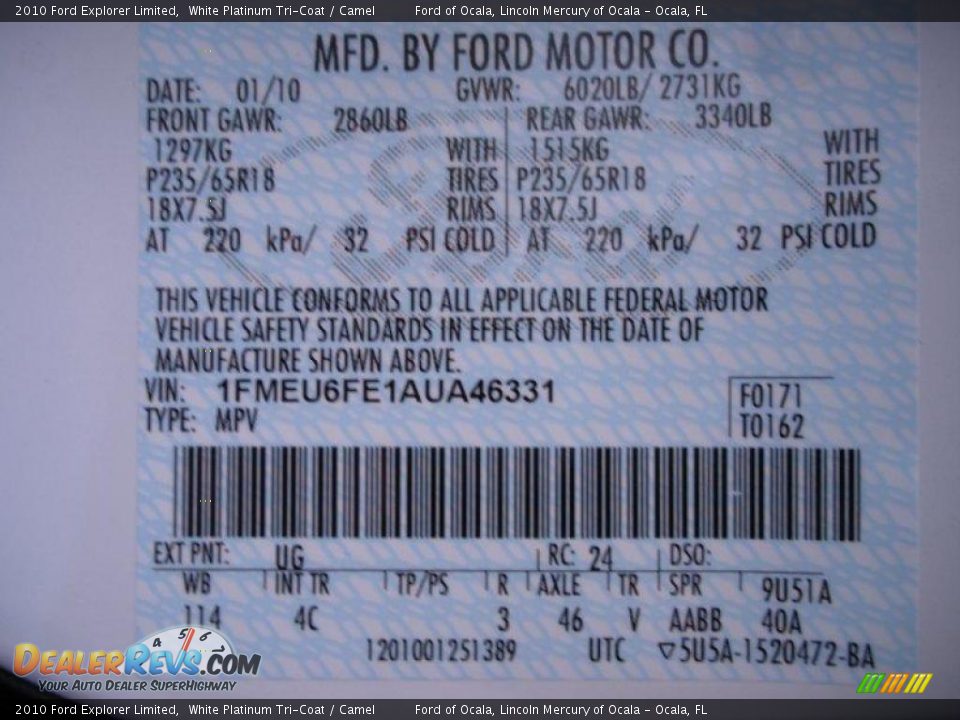 2010 Ford Explorer Limited, White Platinum Tri-Coat / Camel Ford of Ocala, Lincoln Mercury of Ocala - Ocala, FL
MFD. BY FORD MOTOR CO.
DATE: 01/10 GVWR: 6020LB/ 2731KG
FRONT GAWR: 2860LB REAR GAWR: 3340LB
1297KG WITH 1515KG WITH
P235/65R18 TIRES P235/65R18 TIRES
18X7.5J RIMS 18X7.5J RIMS
AT 220 kPa/ 32 PSI COLD AT 220 kPa/ 32 PSI COLD
THIS VEHICLE CONFORMS TO ALL APPLICABLE FEDERAL MOTOR
VEHICLE SAFETY STANDARDS IN EFFECT ON THE DATE OF
MANUFACTURE SHOWN ABOVE.
VIN: 1FMEU6FE1AUA46331 F0171
TYPE: MPV T0162
EXT PNT: UG RC: 24 DSO:
WB INT TR TP/PS R AXLE TR SPR 9U51A
114 4C 3 46 V AABB 40A
1201001251389 UTC ▽5U5A-1520472-BA
4 5 6
DEALERREVS.COM
YOUR AUTO DEALER SUPERHIGHWAY
2010 Ford Explorer Limited, White Platinum Tri-Coat / Camel Ford of Ocala, Lincoln Mercury of Ocala - Ocala, FL